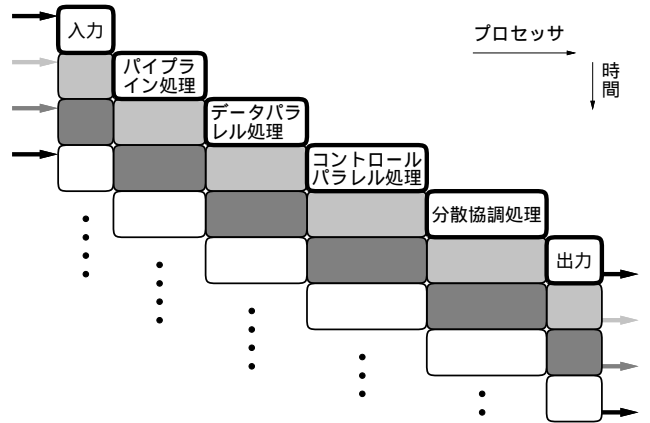 入力
プロセッサ
パイプラ
イン処理
時
間
データパラ
レル処理
コントロール
パラレル処理
分散協調処理
出力